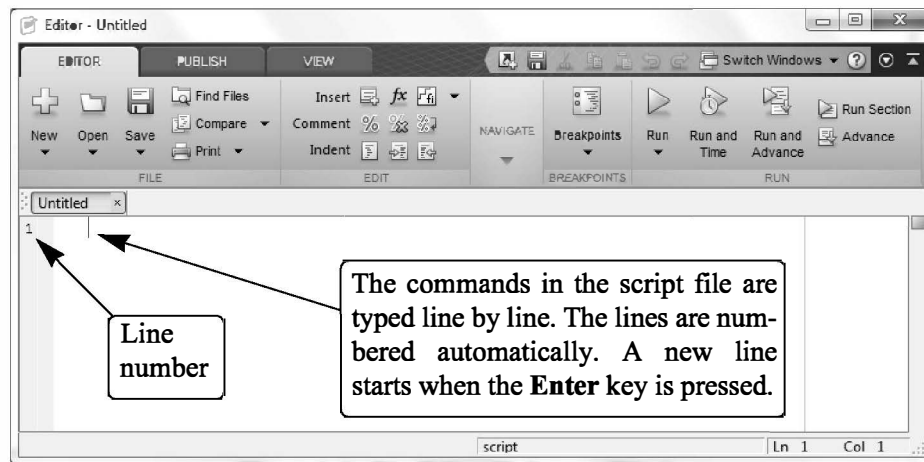 Editor - Untitled
EDITOR PUBLISH VIEW Switch Windows
New Open Save Find Files Compare Print
FILE
Insert fx fi
Comment % % %
Indent
EDIT
NAVIGATE
Breakpoints
BREAKPOINTS
Run Run and Time Run and Advance Run Section Advance
RUN
Untitled ×
1
Line
number
The commands in the script file are
typed line by line. The lines are num-
bered automatically. A new line
starts when the Enter key is pressed.
script Ln 1 Col 1